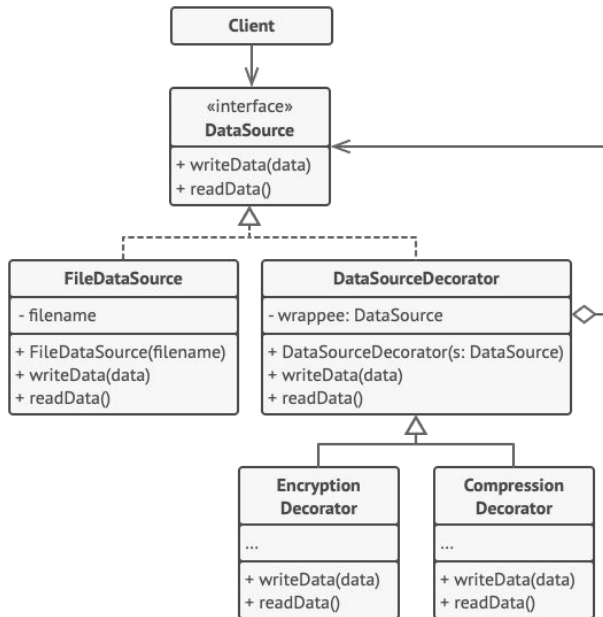 Client
«interface»
DataSource
+ writeData(data)
+ readData()
FileDataSource
- filename
+ FileDataSource(filename)
+ writeData(data)
+ readData()
DataSourceDecorator
- wrappee: DataSource
+ DataSourceDecorator(s: DataSource)
+ writeData(data)
+ readData()
Encryption
Decorator
...
+ writeData(data)
+ readData()
Compression
Decorator
...
+ writeData(data)
+ readData()